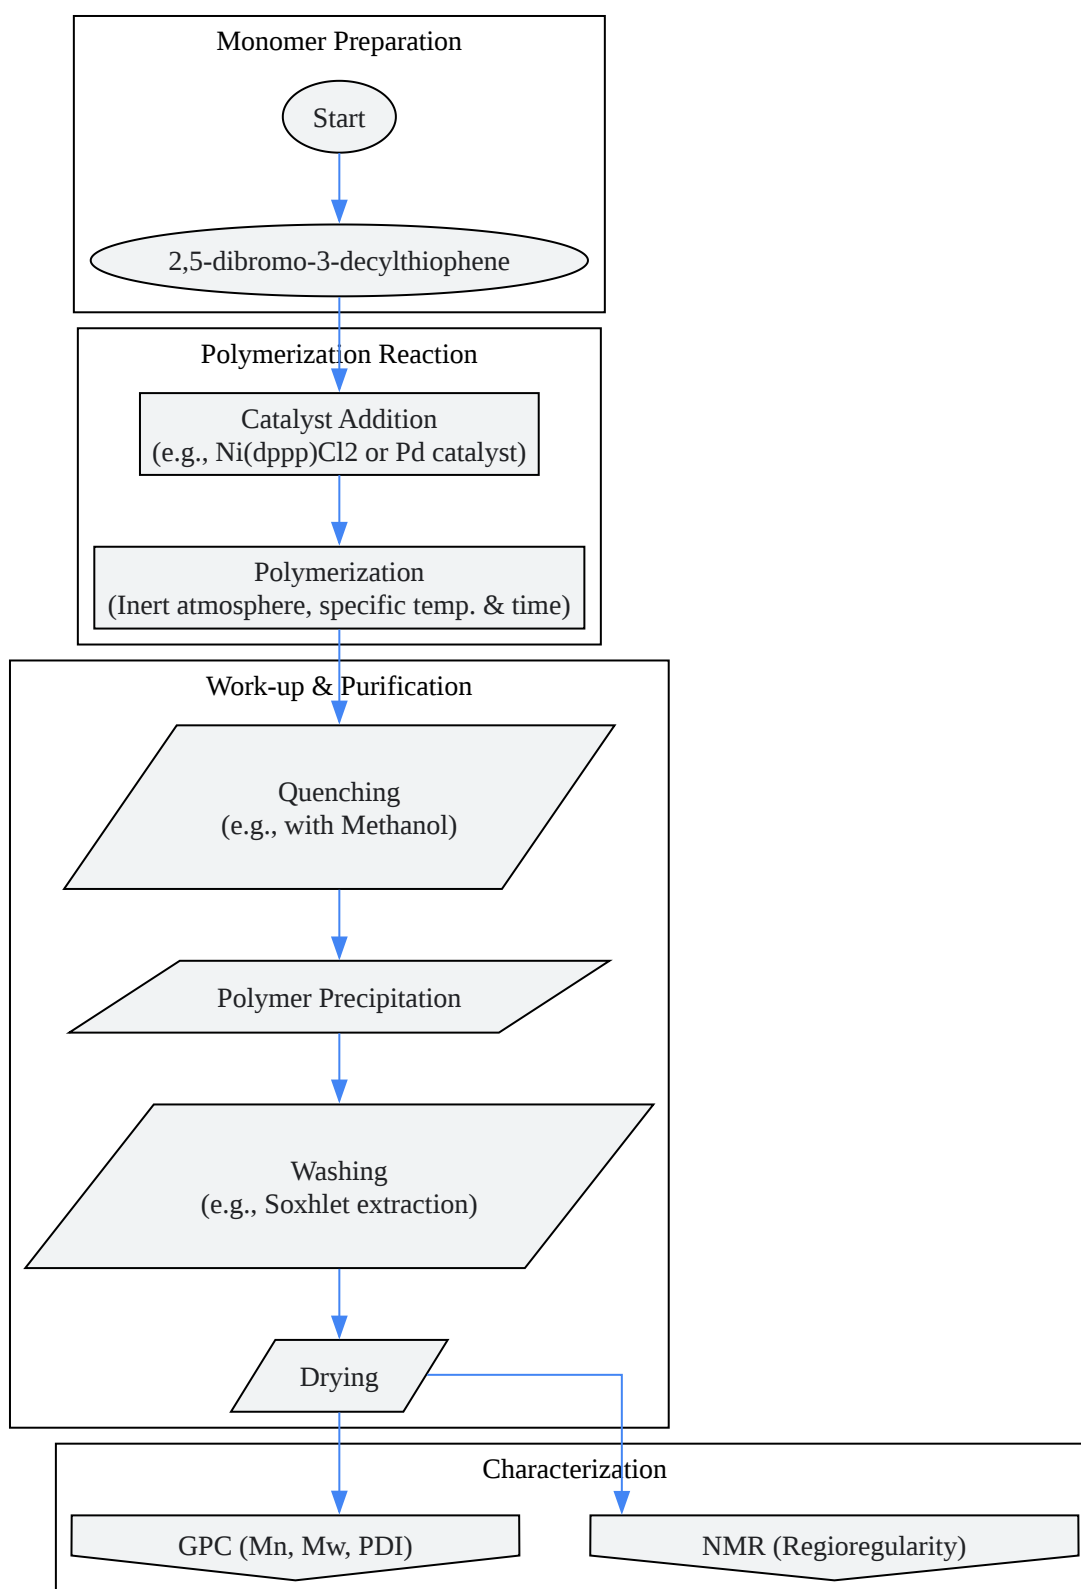 Monomer Preparation
Start
2,5-dibromo-3-decylthiophene
Polymerization Reaction
Catalyst Addition
(e.g., Ni(dppp)Cl2 or Pd catalyst)
Polymerization
(Inert atmosphere, specific temp. & time)
Work-up & Purification
Quenching
(e.g., with Methanol)
Polymer Precipitation
Washing
(e.g., Soxhlet extraction)
Drying
Characterization
GPC (Mn, Mw, PDI)
NMR (Regioregularity)